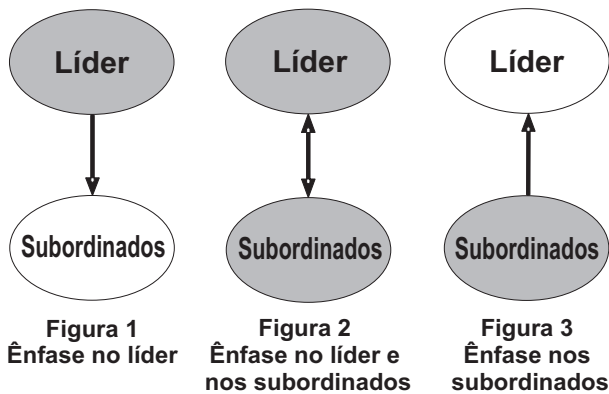 Líder
Líder
Líder
Subordinados
Subordinados
Subordinados
Figura 1
Ênfase no líder
Figura 2
Ênfase no líder e
nos subordinados
Figura 3
Ênfase nos
subordinados